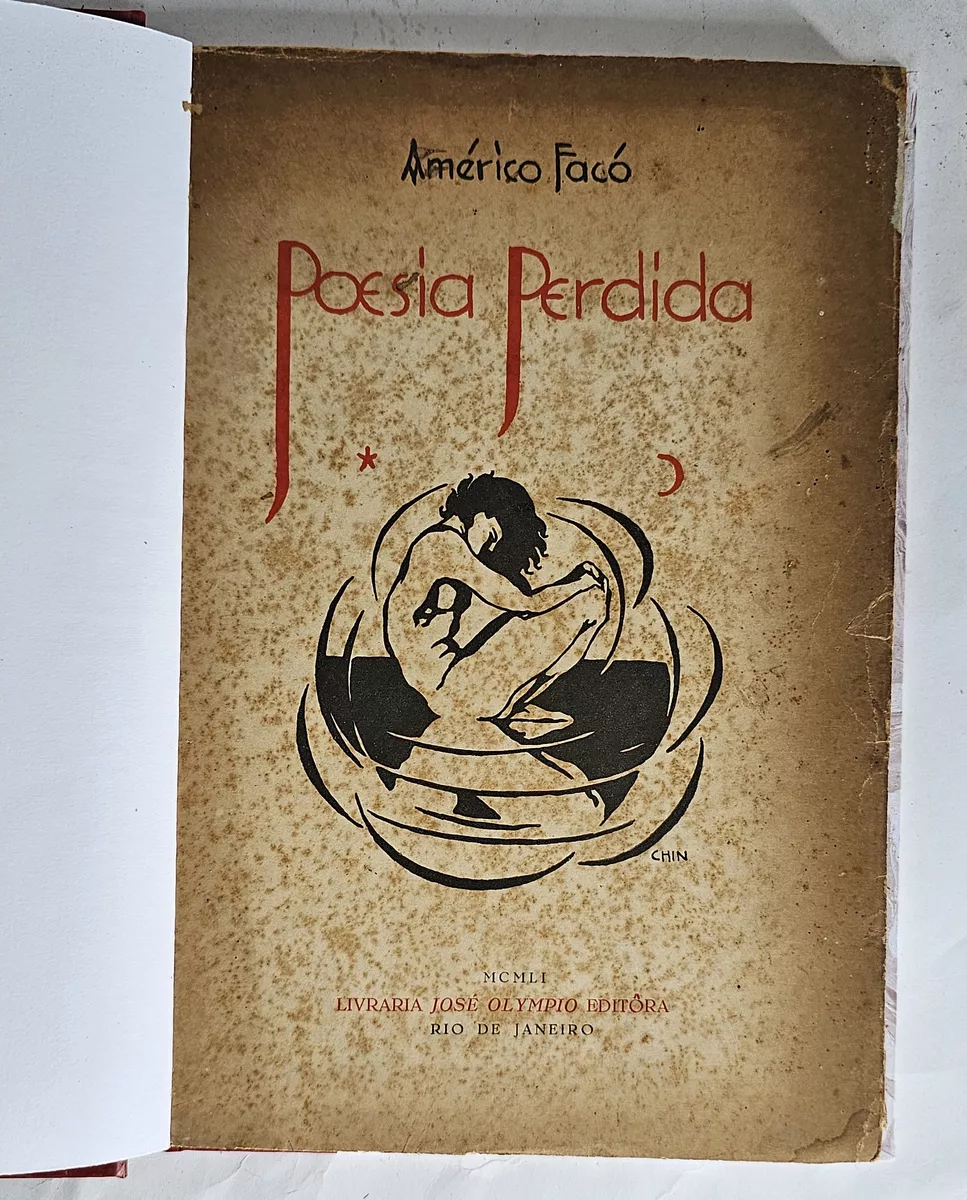 Américo Facó
Poesia Perdida
CHIN
MCMLI
LIVRARIA JOSÉ OLYMPIO EDITÔRA
RIO DE JANEIRO